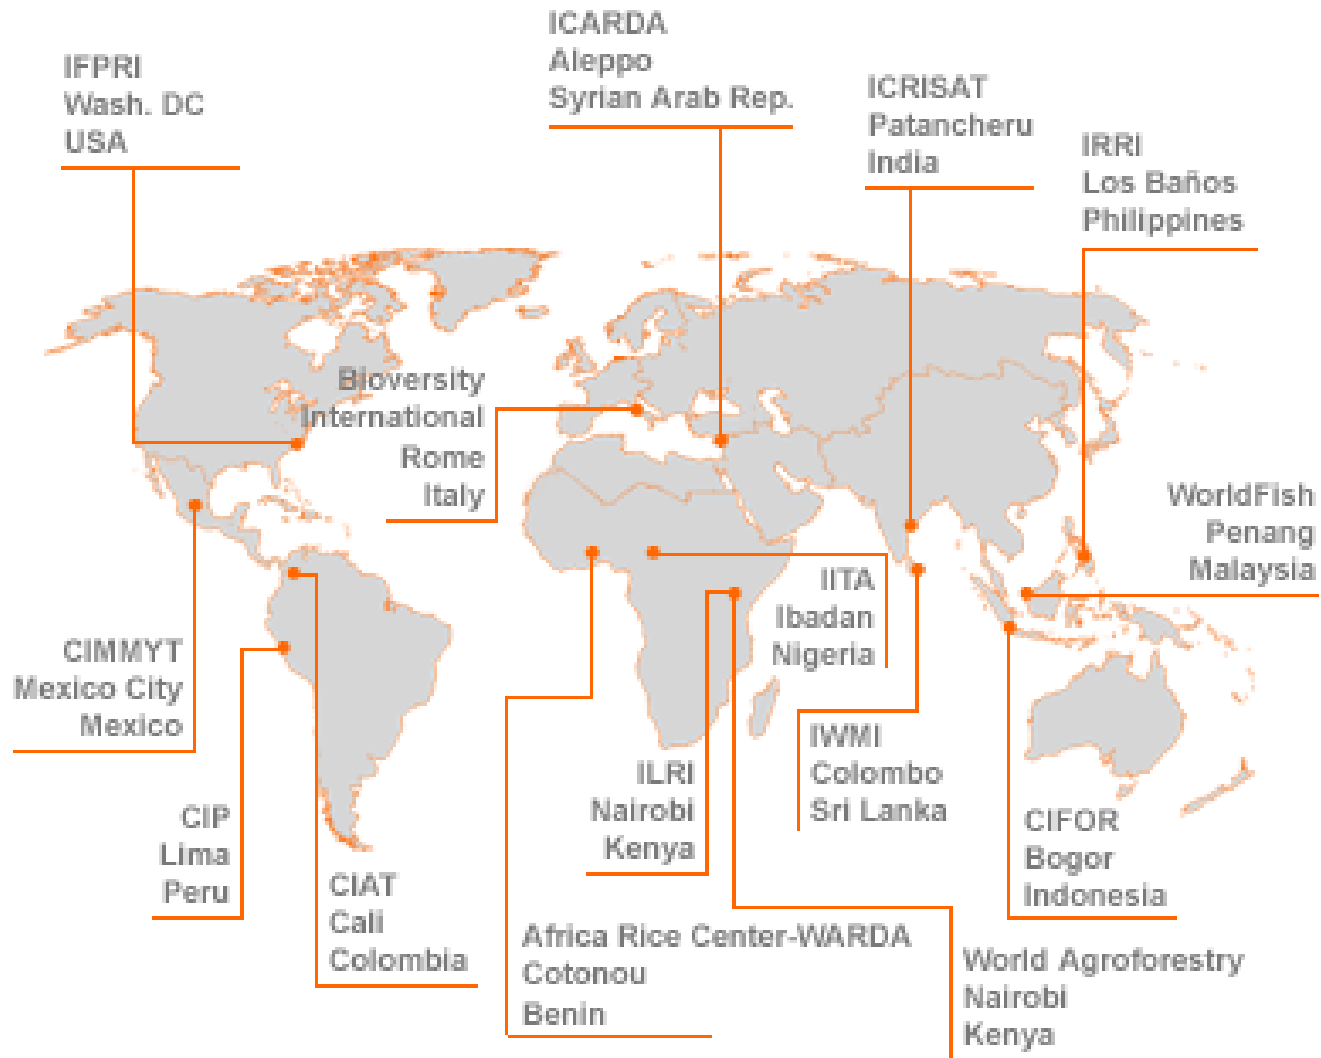 IFPRI
Wash. DC
USA
ICARDA
Aleppo
Syrian Arab Rep.
ICRISAT
Patancheru
India
IRRI
Los Baños
Philippines
Bioversity
International
Rome
Italy
WorldFish
Penang
Malaysia
IITA
Ibadan
Nigeria
CIMMYT
Mexico City
Mexico
IWMI
Colombo
Sri Lanka
ILRI
Nairobi
Kenya
CIP
Lima
Peru
CIFOR
Bogor
Indonesia
CIAT
Cali
Colombia
Africa Rice Center-WARDA
Cotonou
Benin
World Agroforestry
Nairobi
Kenya